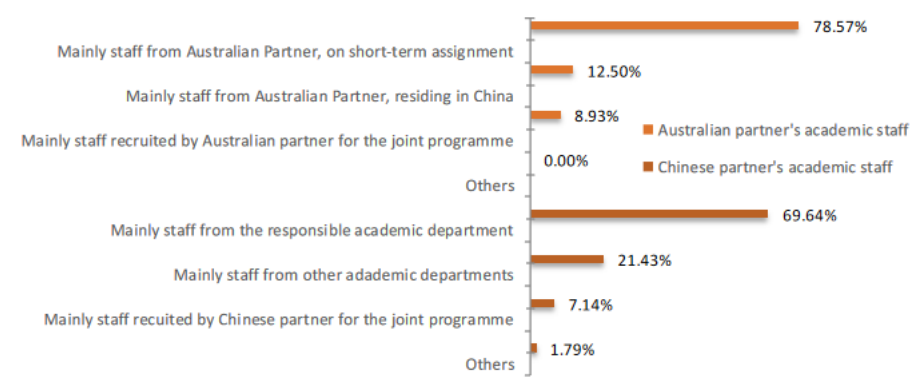 78.57%
Mainly staff from Australian Partner, on short-term assignment
12.50%
Mainly staff from Australian Partner, residing in China
8.93%
Mainly staff recruited by Australian partner for the joint programme
0.00%
Others
Australian partner's academic staff
Chinese partner's academic staff
69.64%
Mainly staff from the responsible academic department
21.43%
Mainly staff from other adademic departments
7.14%
Mainly staff recuited by Chinese partner for the joint programme
1.79%
Others